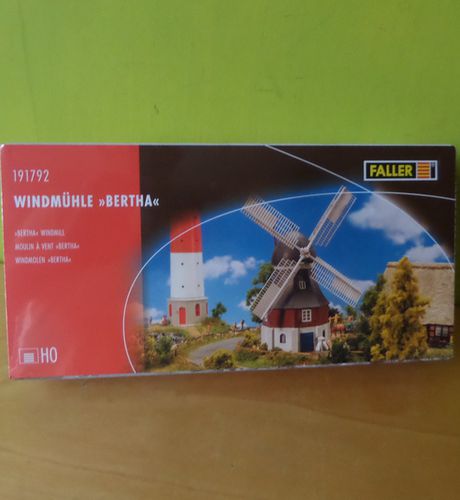 191792
WINDMÜHLE »BERTHA«
»BERTHA« WINDMILL
MOULIN À VENT »BERTHA«
WINDMOLEN »BERTHA«
FALLER
H0